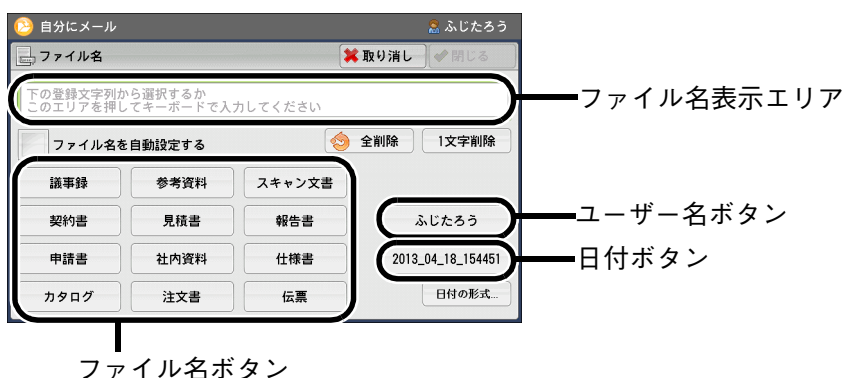 自分にメール
ふじたろう
ファイル名
取り消し
閉じる
下の登録文字列から選択するか
このエリアを押してキーボードで入力してください
ファイル名表示エリア
ファイル名を自動設定する
全削除
1文字削除
議事録
参考資料
スキャン文書
契約書
見積書
報告書
ふじたろう
ユーザー名ボタン
申請書
社内資料
仕様書
2013_04_18_154451
日付ボタン
カタログ
注文書
伝票
日付の形式...
ファイル名ボタン